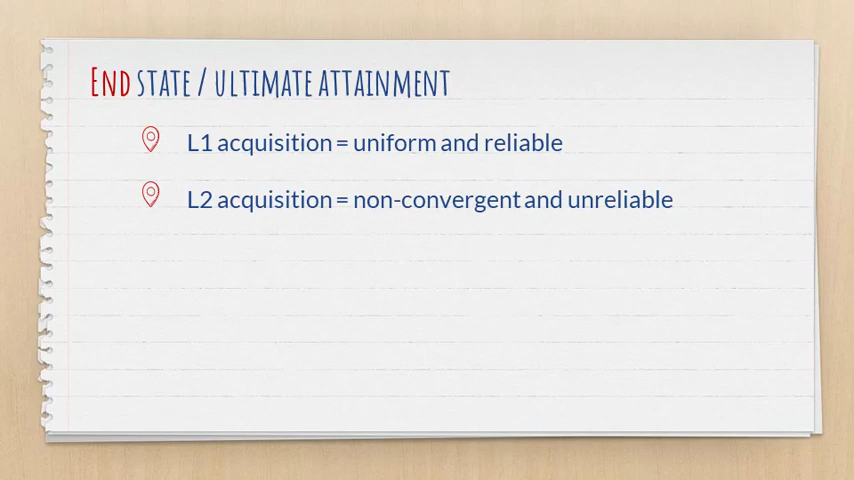 End state / ultimate attainment
L1 acquisition = uniform and reliable
L2 acquisition = non-convergent and unreliable